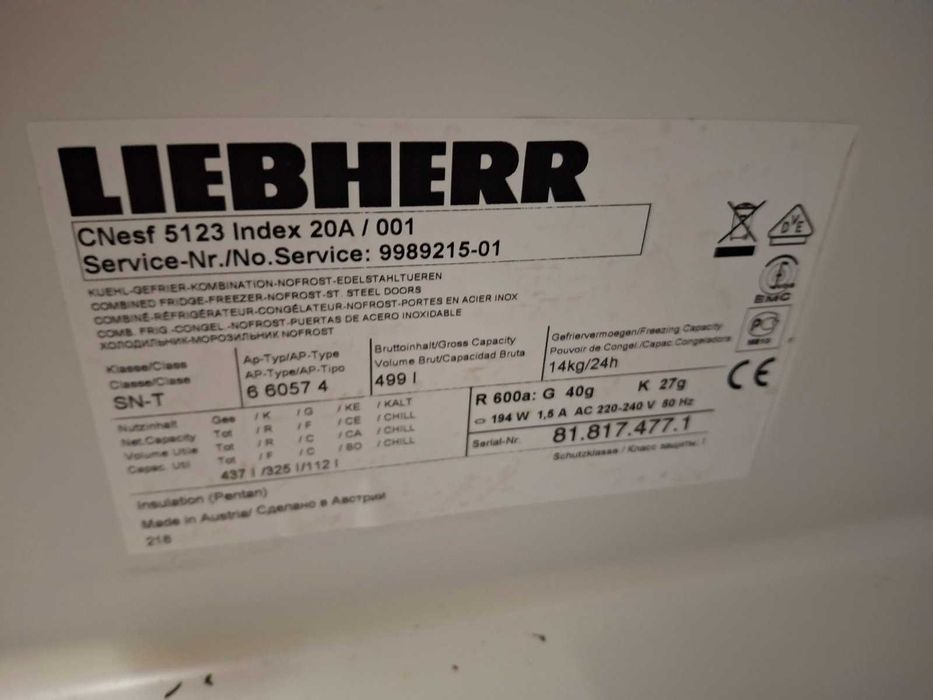 LIEBHERR
CNesf 5123 Index 20A / 001
Service-Nr./No.Service: 9989215-01
KUEHL-GEFRIER-KOMBINATION-NOFROST-EDELSTAHLTUEREN
COMBINED FRIDGE-FREEZER-NOFROST-ST. STEEL DOORS
COMBINÉ-RÉFRIGÉRATEUR-CONGÉLATEUR-NOFROST-PORTES EN ACIER INOX
COMB. FRIG -CONGEL -NOFROST-PUERTAS DE ACERO INOXIDABLE
ХОЛОДИЛЬНИК-МОРОЗИЛЬНИК NOFROST
Klasse/Class
Classe/Clase
SN-T
Ap-Typ/AP-Type
AP-Type/AP-Tipo
6 6057 4
Bruttoinhalt/Gross Capacity
Volume Brut/Capacidad Bruta
499 l
Gefriervermoegen/Freezing Capacity
Pouvoir de Congel./Capac.Congeladora
14kg/24h
Nutzinhalt Ges / K / G / KE / KALT
Net.Capacity Tot / R / F / CE / CHILL
Volume Utile Tot / R / C / CA / CHILL
Capac. Util Tot / F / C / BO / CHILL
437 l /325 l/112 l
R 600a: G 40g K 27g
194 W 1,5 A AC 220-240 V 50 Hz
Serial-Nr. 81.817.477.1
Schutzklasse / Класс защиты: I
Insulation (Pentan)
Made in Austria/ Сделано в Австрии
218
DVE
EMC
CE